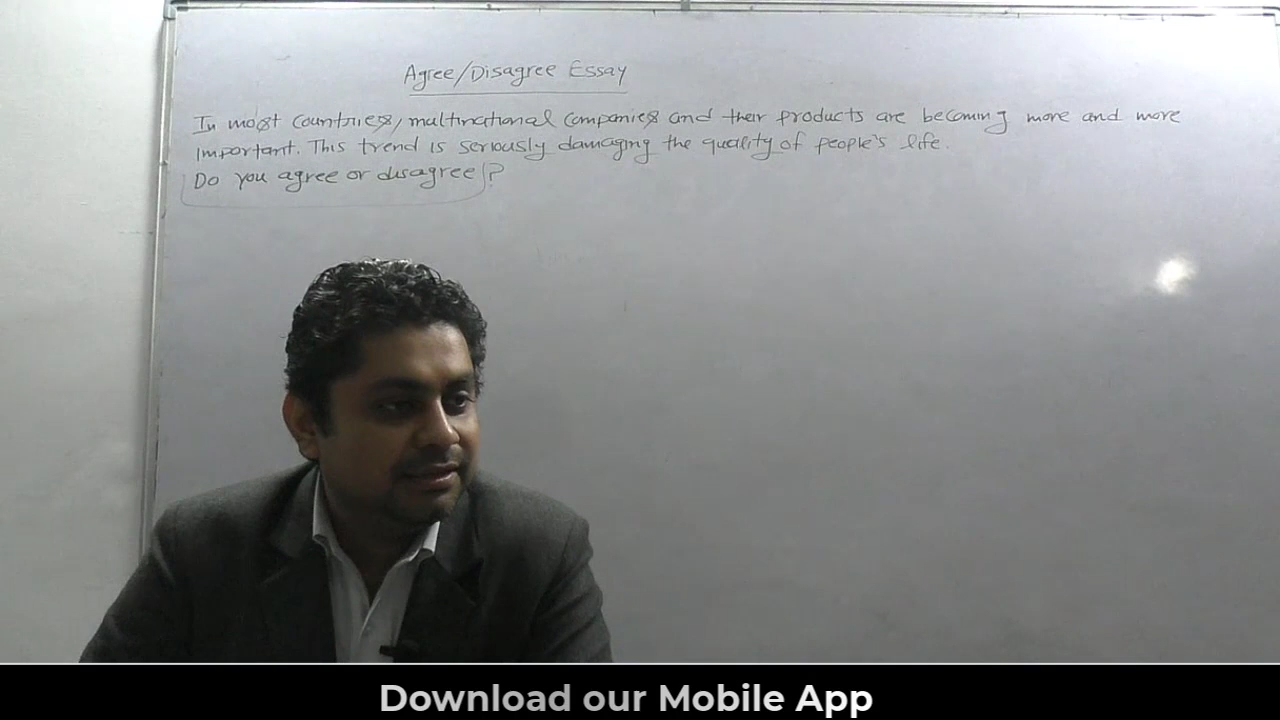 Agree/Disagree Essay
In most countries, multinational companies and their products are becoming more and more
important. This trend is seriously damaging the quality of people's life.
Do you agree or disagree?
Download our Mobile App